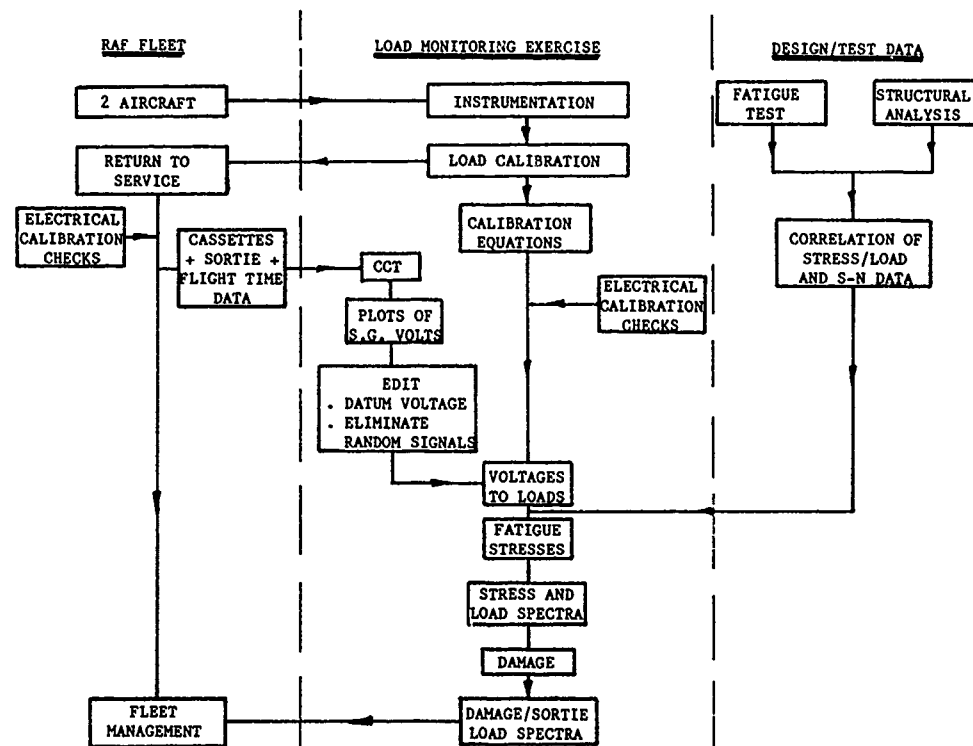 RAF FLEET
LOAD MONITORING EXERCISE
DESIGN/TEST DATA
2 AIRCRAFT
INSTRUMENTATION
FATIGUE
TEST
STRUCTURAL
ANALYSIS
RETURN TO
SERVICE
LOAD CALIBRATION
ELECTRICAL
CALIBRATION
CHECKS
CASSETTES
+ SORTIE +
FLIGHT TIME
DATA
CCT
CALIBRATION
EQUATIONS
CORRELATION OF
STRESS/LOAD
AND S-N DATA
ELECTRICAL
CALIBRATION
CHECKS
PLOTS OF
S.G. VOLTS
EDIT
. DATUM VOLTAGE
. ELIMINATE
RANDOM SIGNALS
VOLTAGES
TO LOADS
FATIGUE
STRESSES
STRESS AND
LOAD SPECTRA
DAMAGE
FLEET
MANAGEMENT
DAMAGE/SORTIE
LOAD SPECTRA